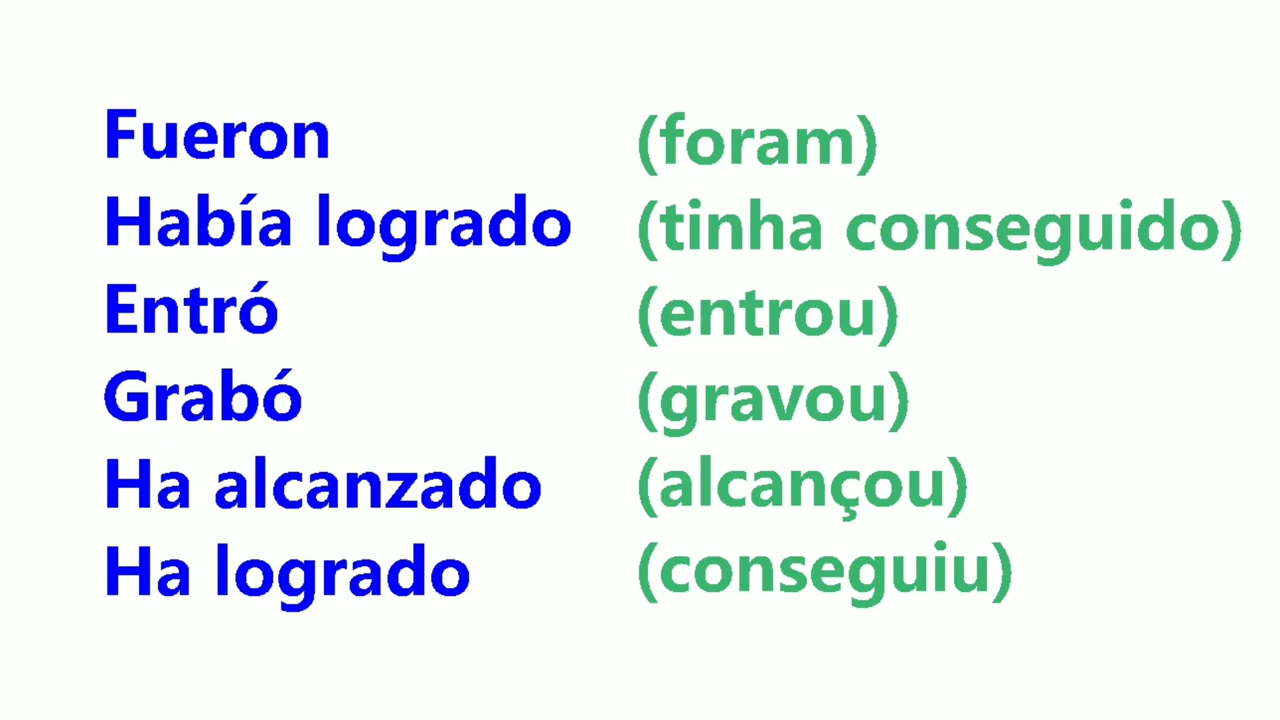 Fueron (foram)
Había logrado (tinha conseguido)
Entró (entrou)
Grabó (gravou)
Ha alcanzado (alcançou)
Ha logrado (conseguiu)